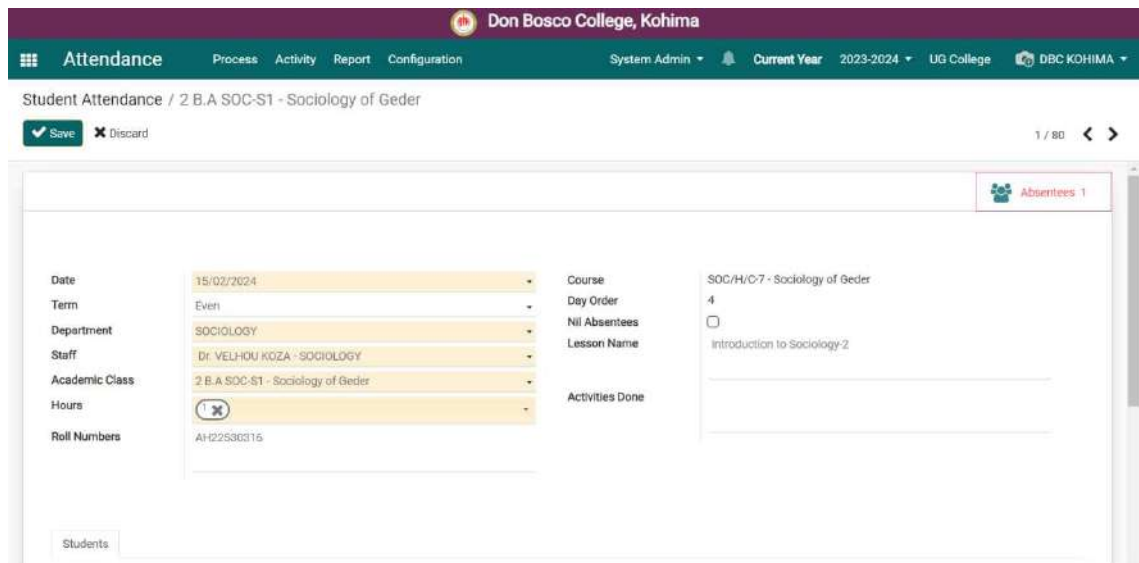 Don Bosco College, Kohima
Attendance Process Activity Report Configuration System Admin Current Year 2023-2024 UG College DBC KOHIMA
Student Attendance / 2 B.A SOC-S1 - Sociology of Geder
Save Discard 1 / 80
Absentees 1
Date 15/02/2024
Term Even
Department SOCIOLOGY
Staff Dr. VELHOU KOZA - SOCIOLOGY
Academic Class 2 B.A SOC-S1 - Sociology of Geder
Hours 1
Roll Numbers AH22530316
Course SOC/H/C-7 - Sociology of Geder
Day Order 4
Nil Absentees
Lesson Name Introduction to Sociology-2
Activities Done
Students